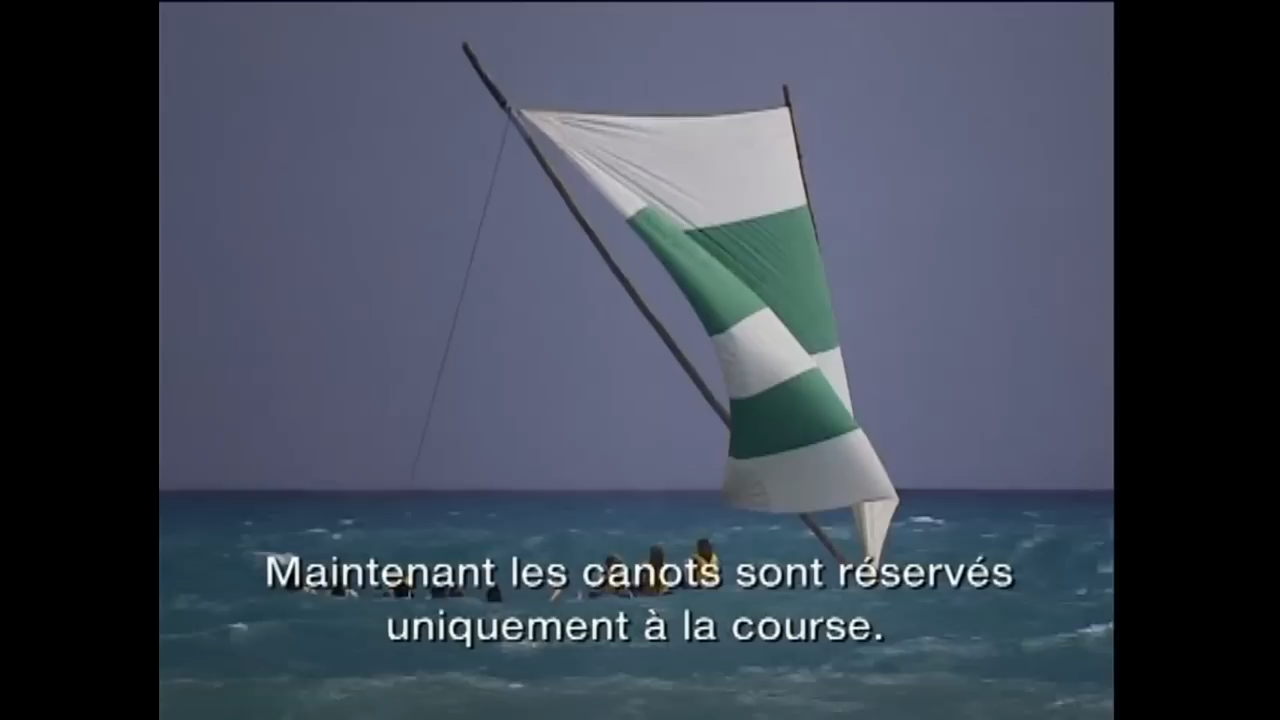 Maintenant les canots sont réservés
uniquement à la course.